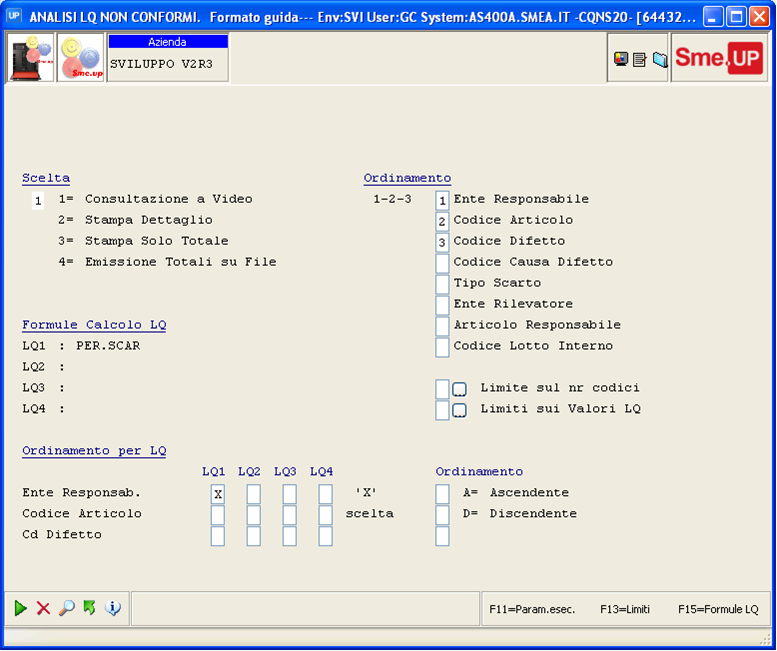 UP ANALISI LQ NON CONFORMI. Formato guida--- Env:SVI User:GC System:AS400A.SMEA.IT -CQNS20- [64432...
Sme.up
Azienda
SVILUPPO V2R3
Sme.UP
Scelta
1 1= Consultazione a Video
2= Stampa Dettaglio
3= Stampa Solo Totale
4= Emissione Totali su File
Ordinamento
1-2-3 1 Ente Responsabile
2 Codice Articolo
3 Codice Difetto
Codice Causa Difetto
Tipo Scarto
Ente Rilevatore
Articolo Responsabile
Codice Lotto Interno
Formule Calcolo LQ
LQ1 : PER.SCAR
LQ2 :
LQ3 :
LQ4 :
... Limite sul nr codici
... Limiti sui Valori LQ
Ordinamento per LQ
LQ1 LQ2 LQ3 LQ4 Ordinamento
Ente Responsab. X 'X' A= Ascendente
Codice Articolo scelta D= Discendente
Cd Difetto
F11=Param.esec. F13=Limiti F15=Formule LQ